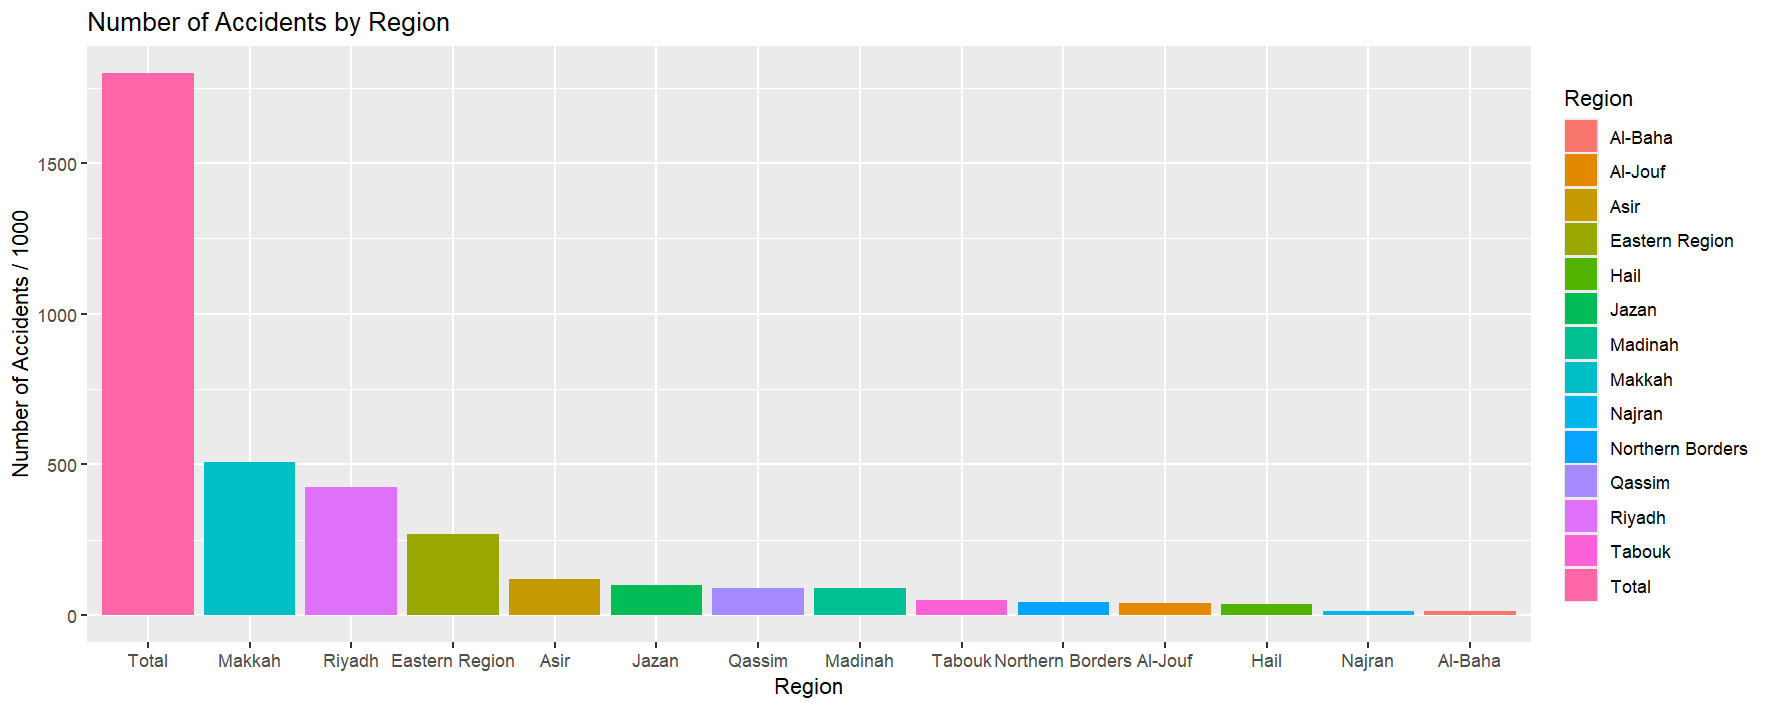 Number of Accidents by Region
Number of Accidents / 1000
1500
1000
500
0
Total Makkah Riyadh Eastern Region Asir Jazan Qassim Madinah Tabouk Northern Borders Al-Jouf Hail Najran Al-Baha
Region
Region
Al-Baha
Al-Jouf
Asir
Eastern Region
Hail
Jazan
Madinah
Makkah
Najran
Northern Borders
Qassim
Riyadh
Tabouk
Total